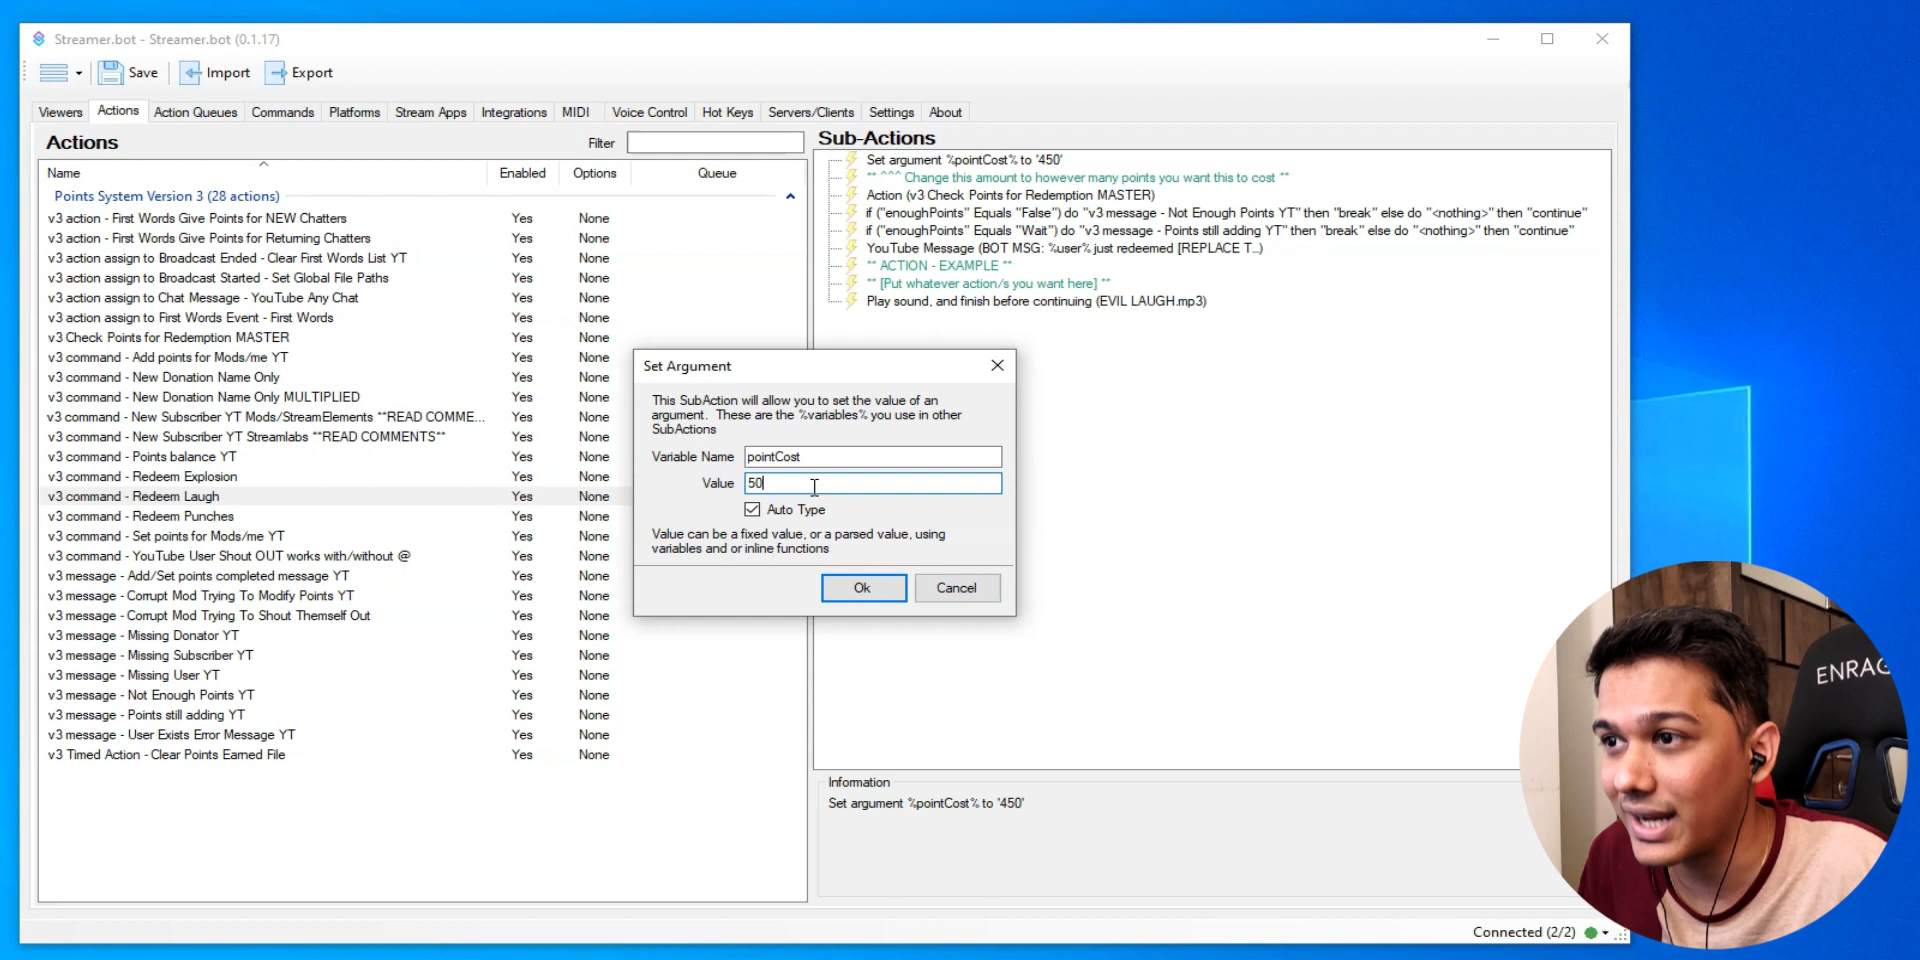 Streamer.bot - Streamer.bot (0.1.17)
Save
Import
Export
Viewers
Actions
Action Queues
Commands
Platforms
Stream Apps
Integrations
MIDI
Voice Control
Hot Keys
Servers/Clients
Settings
About
Actions
Filter
Name
Enabled
Options
Queue
Points System Version 3 (28 actions)
v3 action - First Words Give Points for NEW Chatters Yes None
v3 action - First Words Give Points for Returning Chatters Yes None
v3 action assign to Broadcast Ended - Clear First Words List YT Yes None
v3 action assign to Broadcast Started - Set Global File Paths Yes None
v3 action assign to Chat Message - YouTube Any Chat Yes None
v3 action assign to First Words Event - First Words Yes None
v3 Check Points for Redemption MASTER Yes None
v3 command - Add points for Mods/me YT Yes None
v3 command - New Donation Name Only Yes None
v3 command - New Donation Name Only MULTIPLIED Yes None
v3 command - New Subscriber YT Mods/StreamElements **READ COMME... Yes None
v3 command - New Subscriber YT Streamlabs **READ COMMENTS** Yes None
v3 command - Points balance YT Yes None
v3 command - Redeem Explosion Yes None
v3 command - Redeem Laugh Yes None
v3 command - Redeem Punches Yes None
v3 command - Set points for Mods/me YT Yes None
v3 command - YouTube User Shout OUT works with/without @ Yes None
v3 message - Add/Set points completed message YT Yes None
v3 message - Corrupt Mod Trying To Modify Points YT Yes None
v3 message - Corrupt Mod Trying To Shout Themself Out Yes None
v3 message - Missing Donator YT Yes None
v3 message - Missing Subscriber YT Yes None
v3 message - Missing User YT Yes None
v3 message - Not Enough Points YT Yes None
v3 message - Points still adding YT Yes None
v3 message - User Exists Error Message YT Yes None
v3 Timed Action - Clear Points Earned File Yes None
Sub-Actions
Set argument %pointCost% to '450'
** ^^^ Change this amount to however many points you want this to cost **
Action (v3 Check Points for Redemption MASTER)
if ("enoughPoints" Equals "False") do "v3 message - Not Enough Points YT" then "break" else do "<nothing>" then "continue"
if ("enoughPoints" Equals "Wait") do "v3 message - Points still adding YT" then "break" else do "<nothing>" then "continue"
YouTube Message (BOT MSG: %user% just redeemed [REPLACE T...)
** ACTION - EXAMPLE **
** [Put whatever action/s you want here] **
Play sound, and finish before continuing (EVIL LAUGH.mp3)
Set Argument
This SubAction will allow you to set the value of an
argument. These are the %variables% you use in other
SubActions
Variable Name pointCost
Value 50
Auto Type
Value can be a fixed value, or a parsed value, using
variables and or inline functions
Ok
Cancel
Information
Set argument %pointCost% to '450'
Connected (2/2)
ENRAG